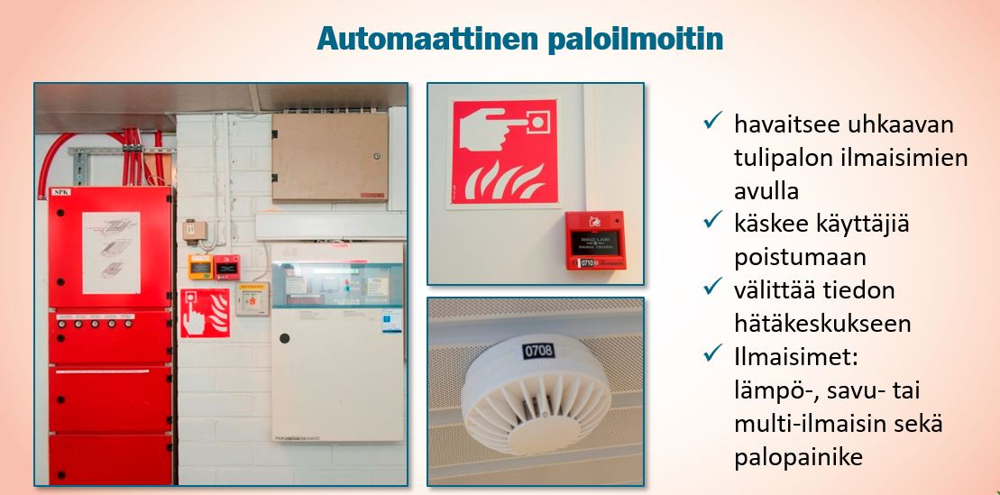 Automaattinen paloilmoitin
SPK
RIKO LASI
PAINA TÄHÄN
0710
0708
havaitsee uhkaavan
tulipalon ilmaisimien
avulla
käskee käyttäjiä
poistumaan
välittää tiedon
hätäkeskukseen
Ilmaisimet:
lämpö-, savu- tai
multi-ilmaisin sekä
palopainike